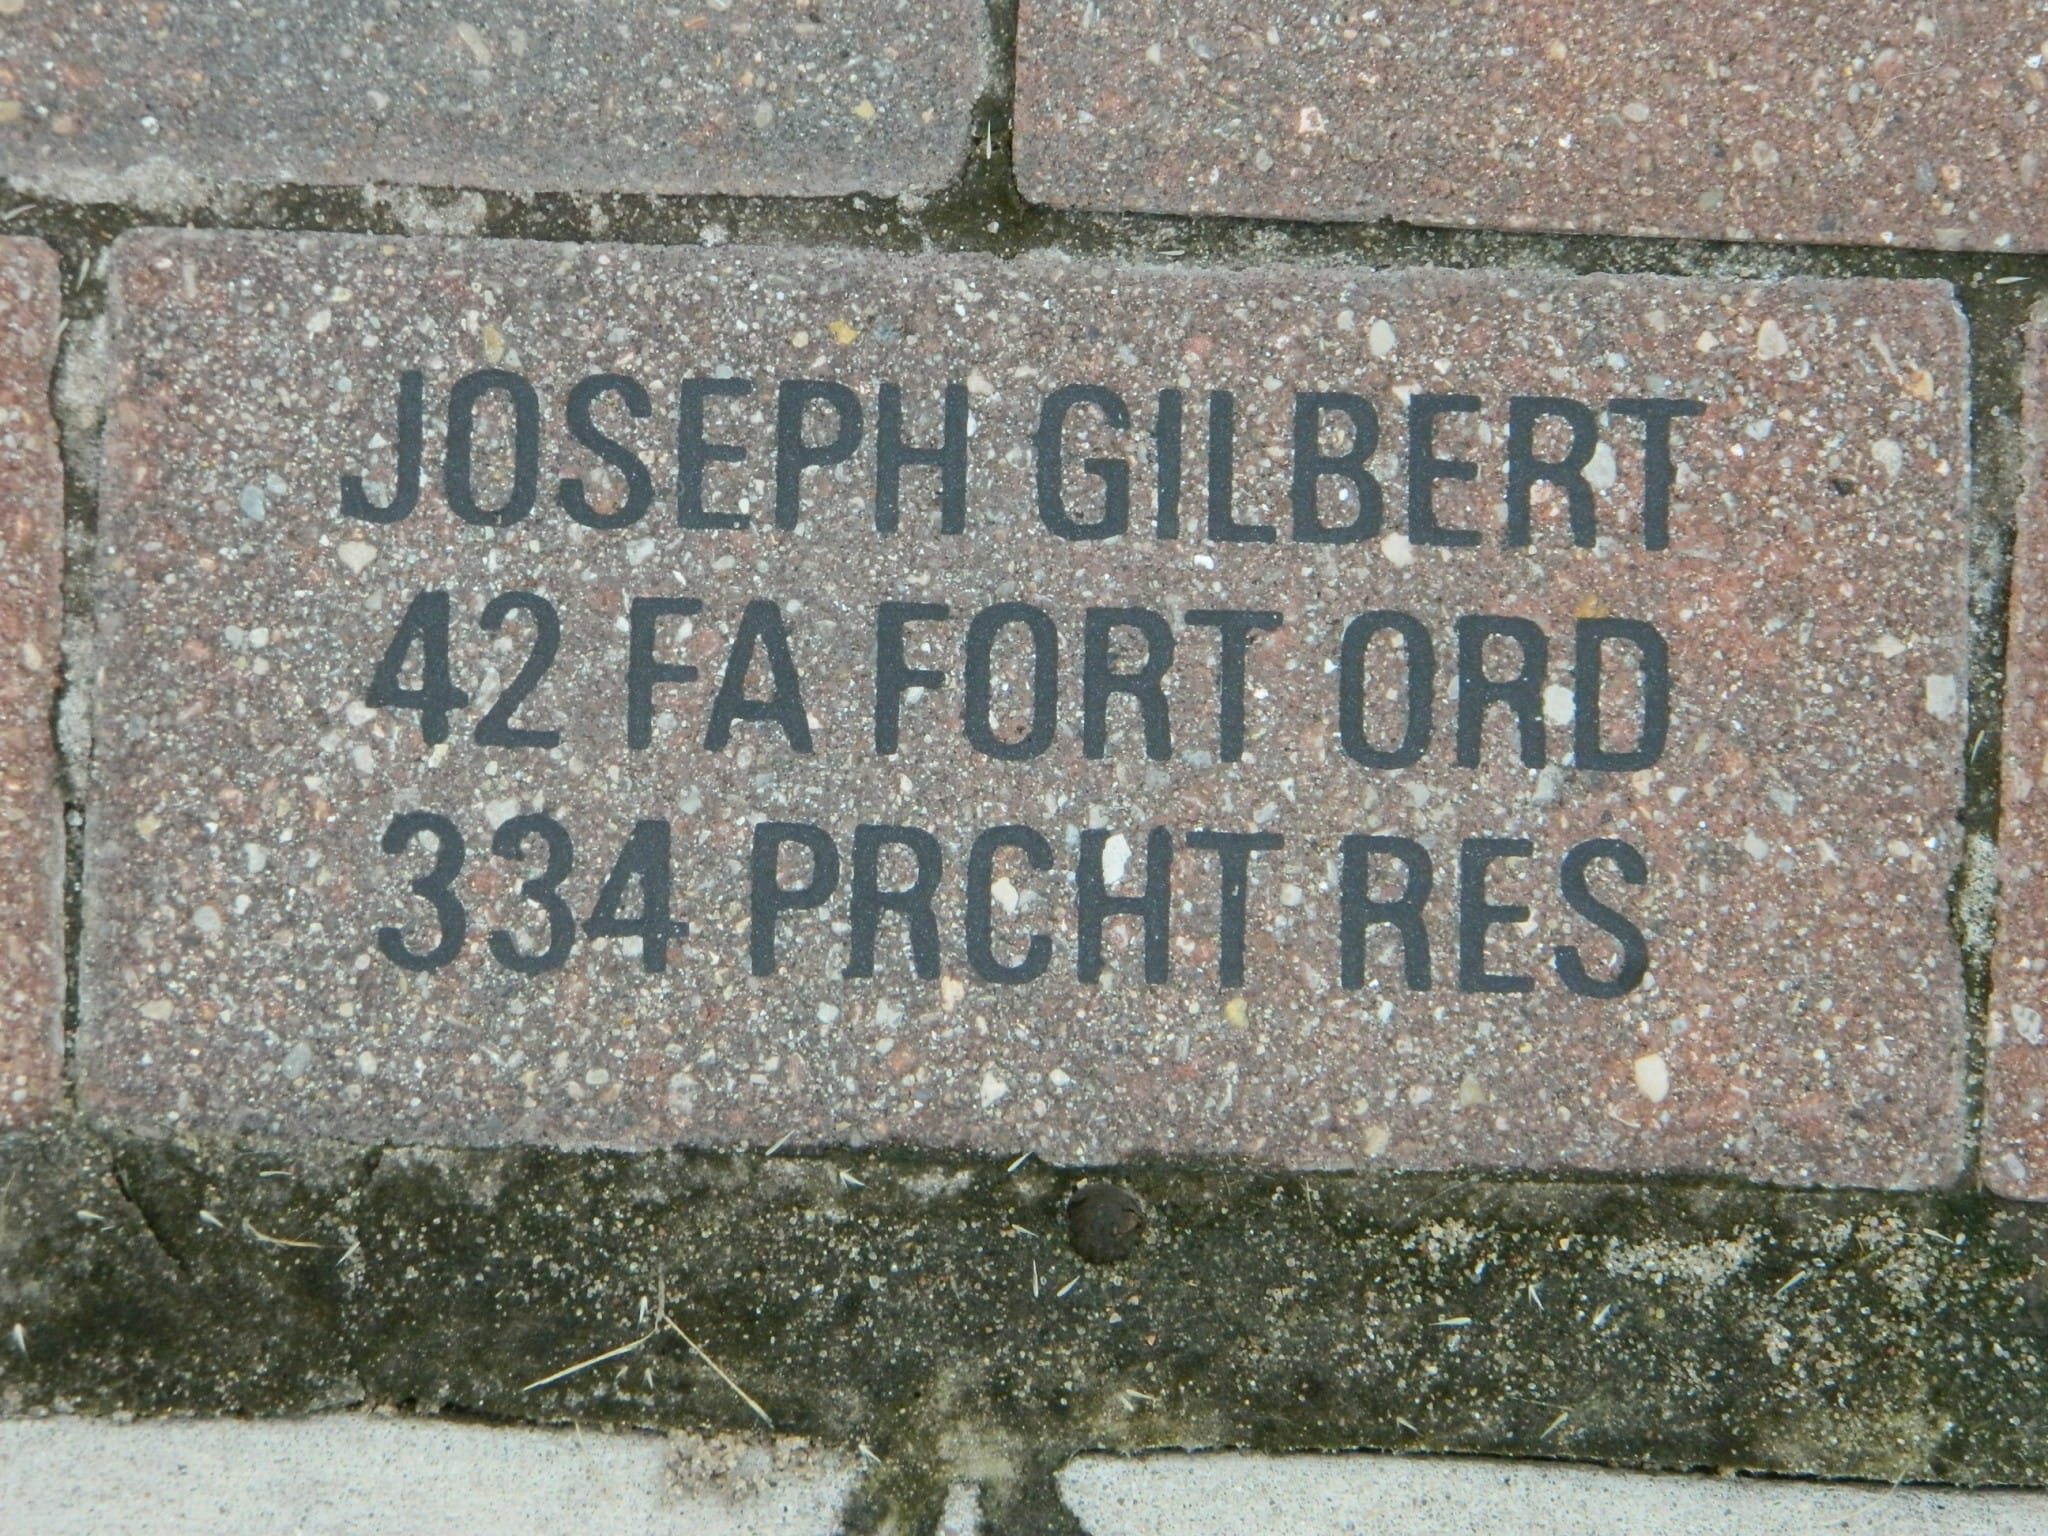 JOSEPH GILBERT
42 FA FORT ORD
334 PRCHT RES